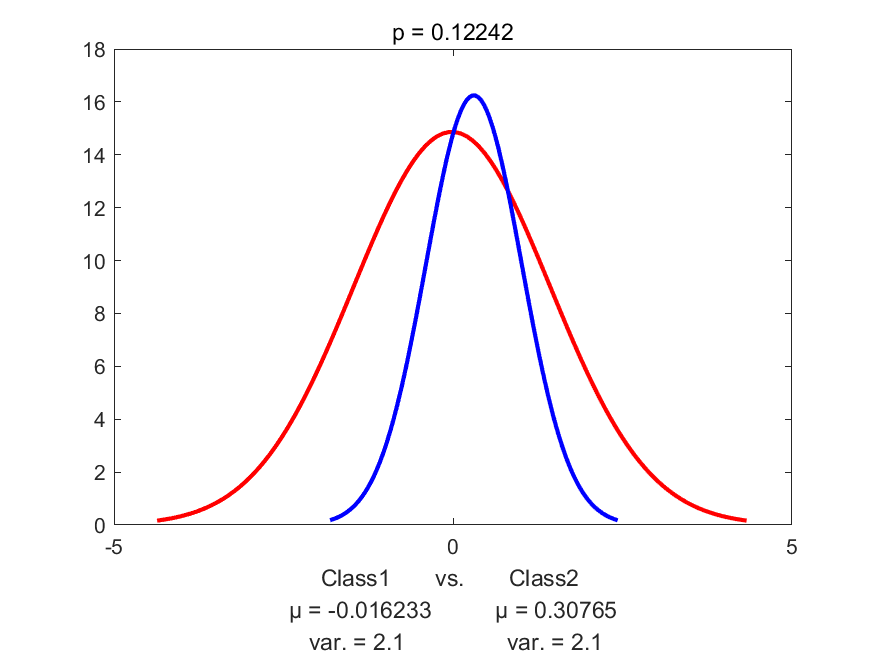 p = 0.12242
18
16
14
12
10
8
6
4
2
0
-5 0 5
Class1 vs. Class2
μ = -0.016233 μ = 0.30765
var. = 2.1 var. = 2.1